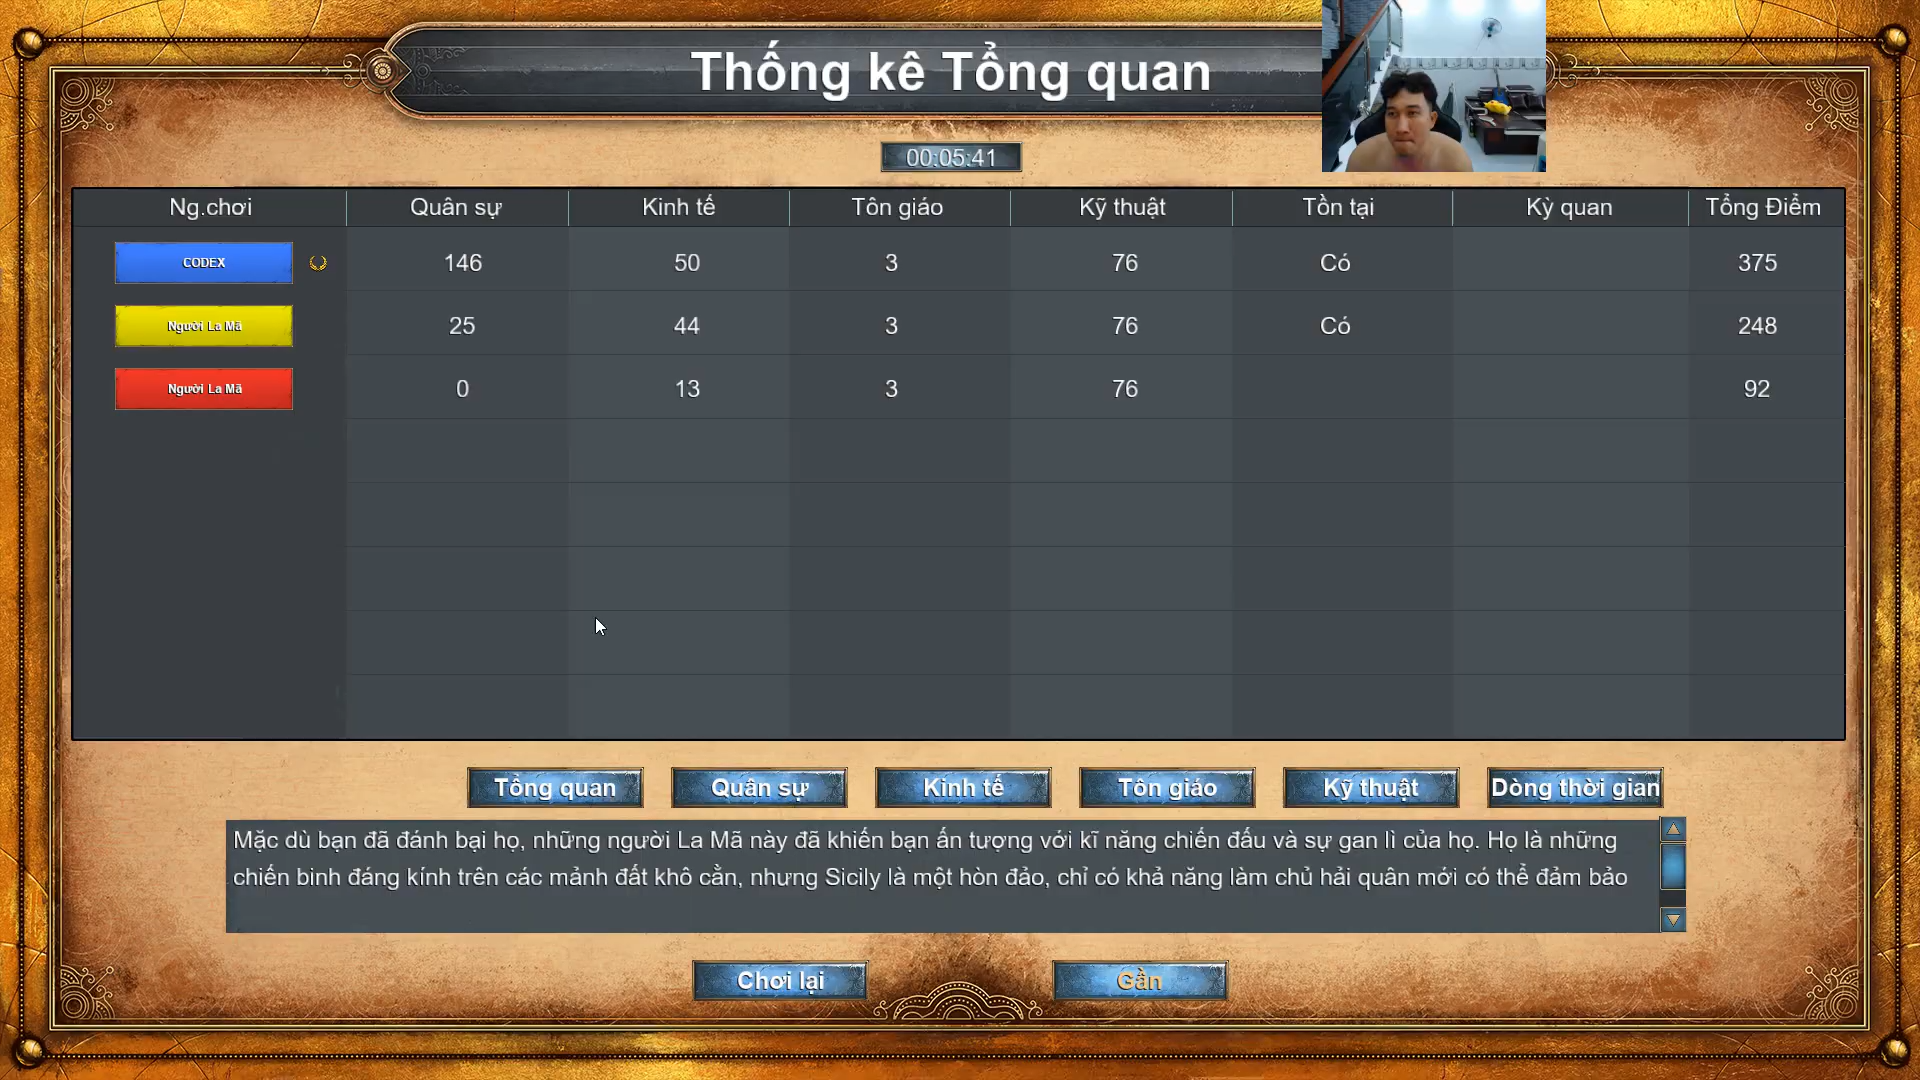 Thống kê Tổng quan
00:05:41
Ng.chơi Quân sự Kinh tế Tôn giáo Kỹ thuật Tồn tại Kỳ quan Tổng Điểm
CODEX 146 50 3 76 Có 375
Người La Mã 25 44 3 76 Có 248
Người La Mã 0 13 3 76 92
Tổng quan Quân sự Kinh tế Tôn giáo Kỹ thuật Dòng thời gian
Mặc dù bạn đã đánh bại họ, những người La Mã này đã khiến bạn ấn tượng với kĩ năng chiến đấu và sự gan lì của họ. Họ là những
chiến binh đáng kính trên các mảnh đất khô cằn, nhưng Sicily là một hòn đảo, chỉ có khả năng làm chủ hải quân mới có thể đảm bảo
Chơi lại Gần